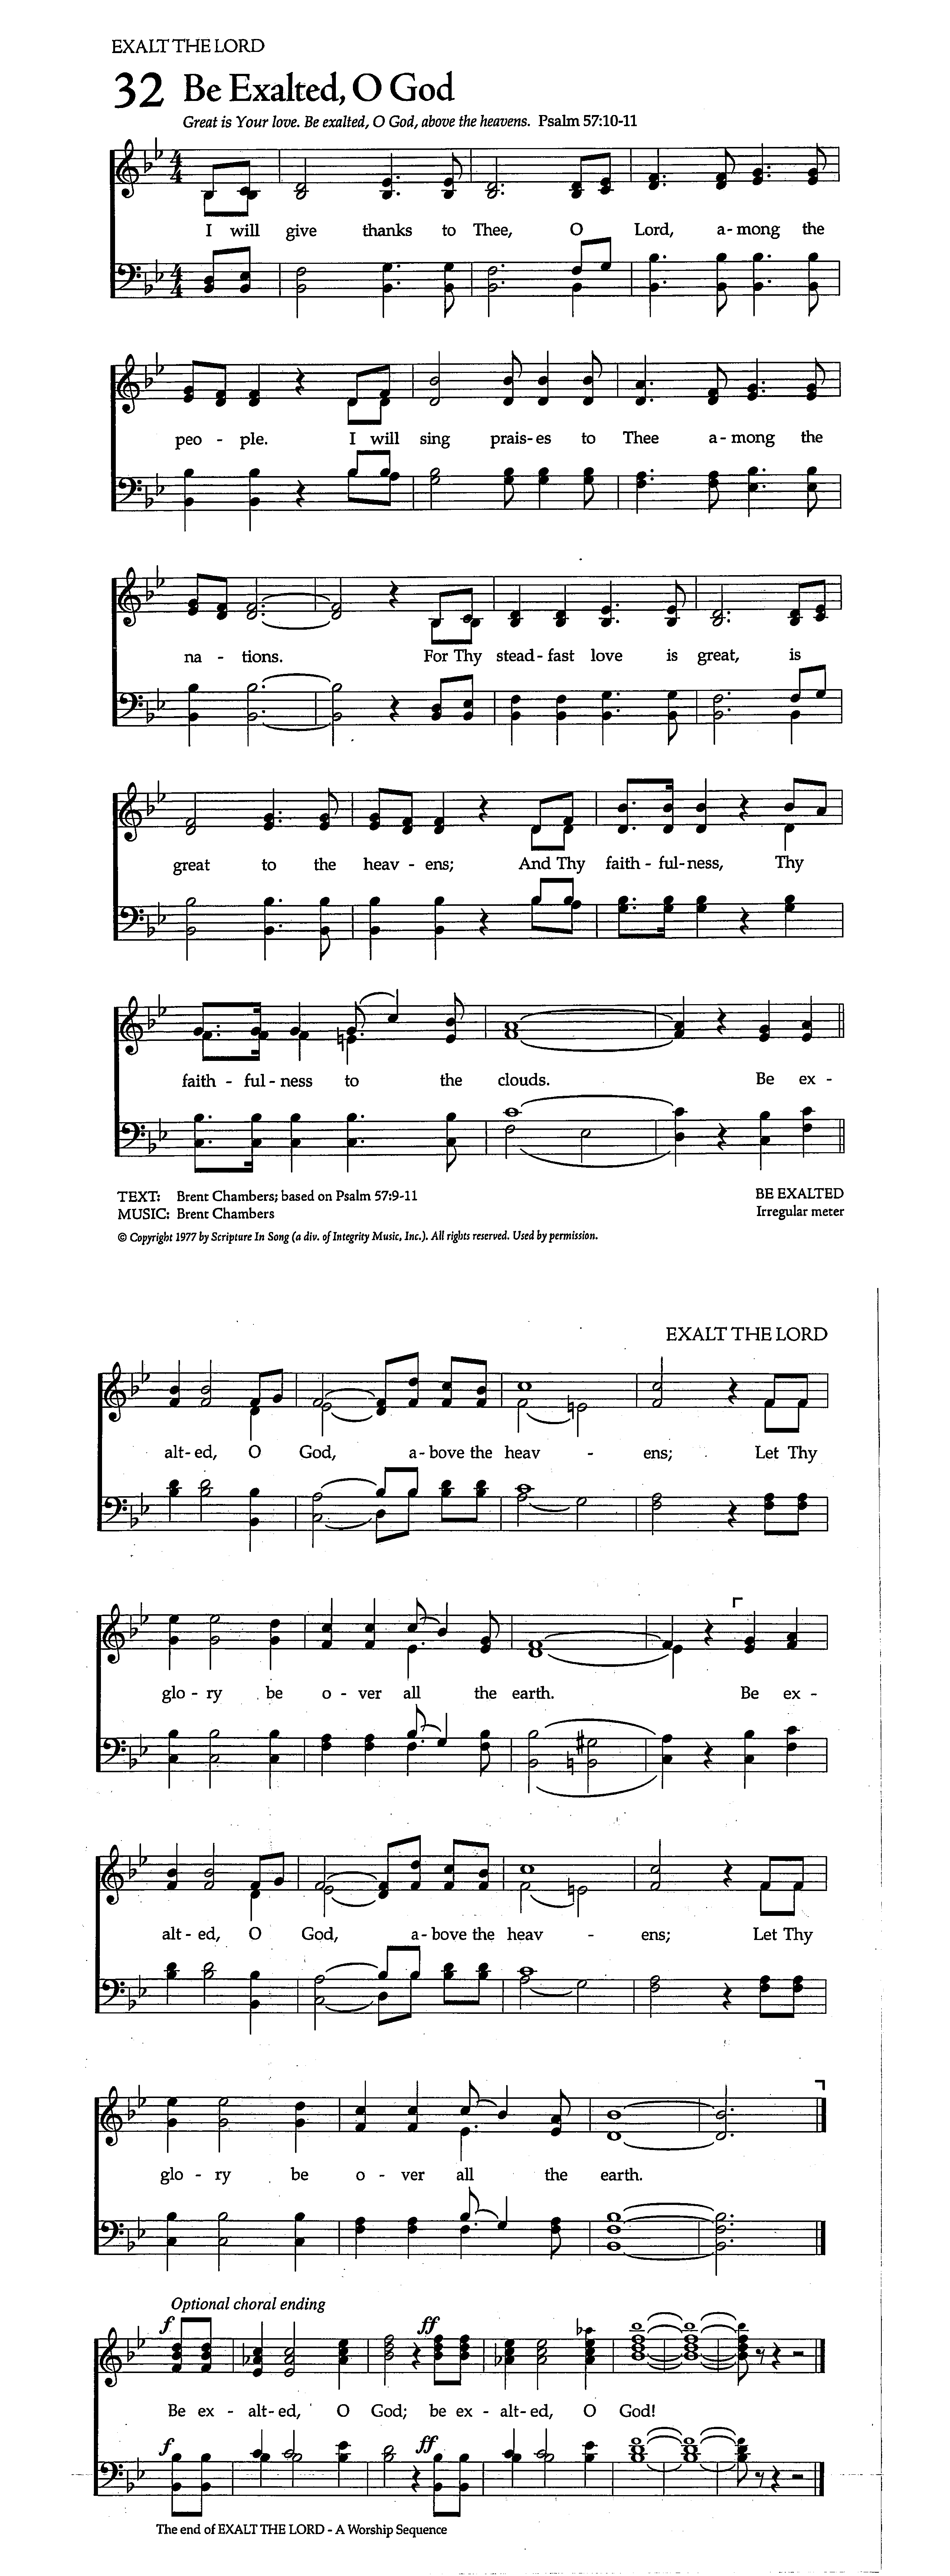 EXALT THE LORD
32 Be Exalted, O God
Great is Your love. Be exalted, O God, above the heavens. Psalm 57:10-11
I will give thanks to Thee, O Lord, a - mong the
peo - ple. I will sing prais - es to Thee a - mong the
na - tions. For Thy stead - fast love is great, is
great to the heav - ens; And Thy faith - ful - ness, Thy
faith - ful - ness to the clouds. Be ex -
TEXT: Brent Chambers; based on Psalm 57:9-11
MUSIC: Brent Chambers
BE EXALTED
Irregular meter
© Copyright 1977 by Scripture In Song (a div. of Integrity Music, Inc.). All rights reserved. Used by permission.
EXALT THE LORD
alt - ed, O God, a - bove the heav - ens; Let Thy
glo - ry be o - ver all the earth. Be ex -
alt - ed, O God, a - bove the heav - ens; Let Thy
glo - ry be o - ver all the earth.
Optional choral ending
f ff
Be ex - alt - ed, O God; be ex - alt - ed, O God!
f ff
The end of EXALT THE LORD - A Worship Sequence